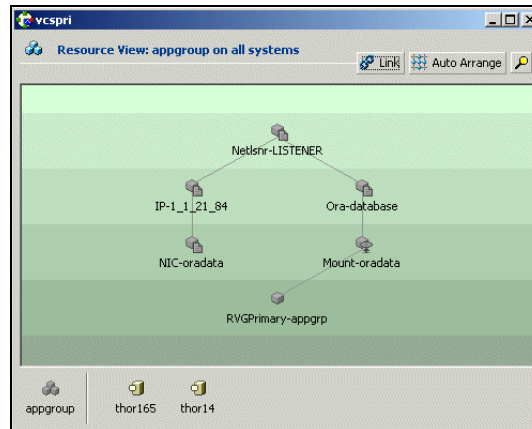 vcspri
Resource View: appgroup on all systems
Link
Auto Arrange
Netlsnr-LISTENER
IP-1_1_21_84
Ora-database
NIC-oradata
Mount-oradata
RVGPrimary-appgrp
appgroup
thor165
thor14